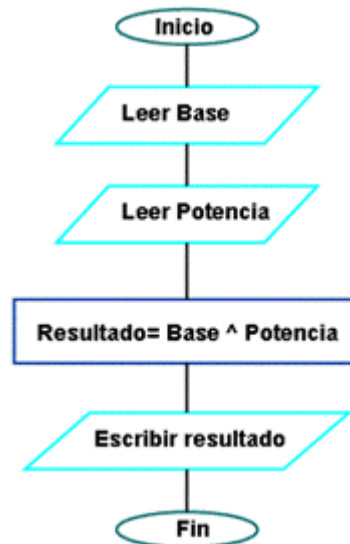 Inicio
Leer Base
Leer Potencia
Resultado= Base ^ Potencia
Escribir resultado
Fin